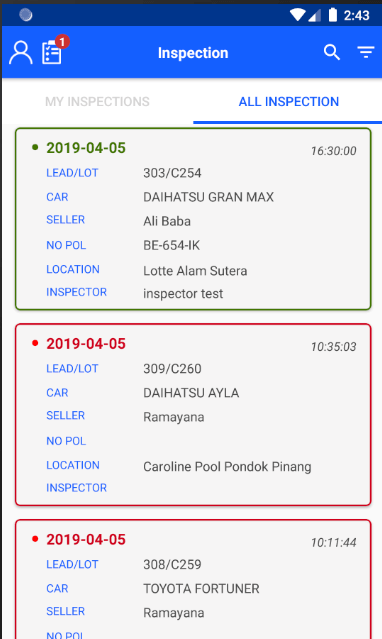 2:43
1
Inspection
MY INSPECTIONS ALL INSPECTION
• 2019-04-05 16:30:00
LEAD/LOT 303/C254
CAR DAIHATSU GRAN MAX
SELLER Ali Baba
NO POL BE-654-IK
LOCATION Lotte Alam Sutera
INSPECTOR inspector test
• 2019-04-05 10:35:03
LEAD/LOT 309/C260
CAR DAIHATSU AYLA
SELLER Ramayana
NO POL
LOCATION Caroline Pool Pondok Pinang
INSPECTOR
• 2019-04-05 10:11:44
LEAD/LOT 308/C259
CAR TOYOTA FORTUNER
SELLER Ramayana
NO POL